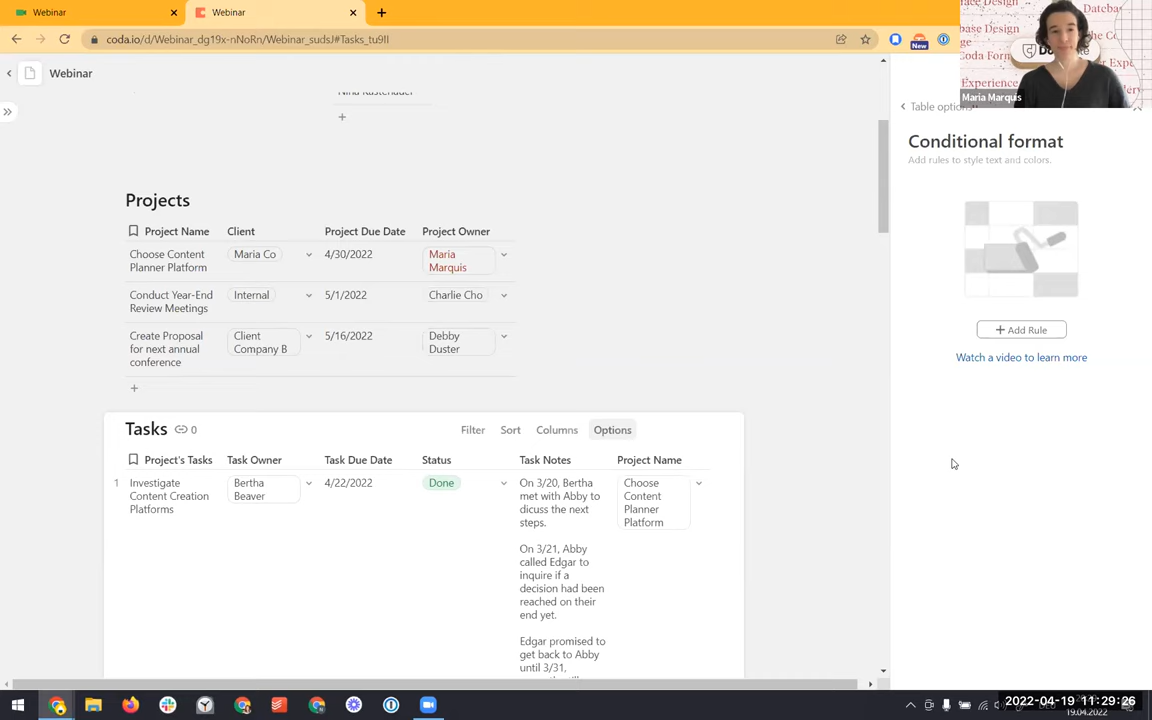 Webinar
Webinar
coda.io/d/Webinar_dg19x-nNoRn/Webinar_sudsJ#Tasks_tu9lI
New
Webinar
Maria Marquis
Table options
Conditional format
Add rules to style text and colors.
Add Rule
Watch a video to learn more
Projects
Project Name Client Project Due Date Project Owner
Choose Content Planner Platform Maria Co 4/30/2022 Maria Marquis
Conduct Year-End Review Meetings Internal 5/1/2022 Charlie Cho
Create Proposal for next annual conference Client Company B 5/16/2022 Debby Duster
Tasks 0 Filter Sort Columns Options
Project's Tasks Task Owner Task Due Date Status Task Notes Project Name
1 Investigate Content Creation Platforms Bertha Beaver 4/22/2022 Done
On 3/20, Bertha
met with Abby to
dicuss the next
steps.
Choose
Content
Planner
Platform
On 3/21, Abby
called Edgar to
inquire if a
decision had been
reached on their
end yet.
Edgar promised to
get back to Abby
until 3/31,
2022-04-19 11:29:26
19.04.2022